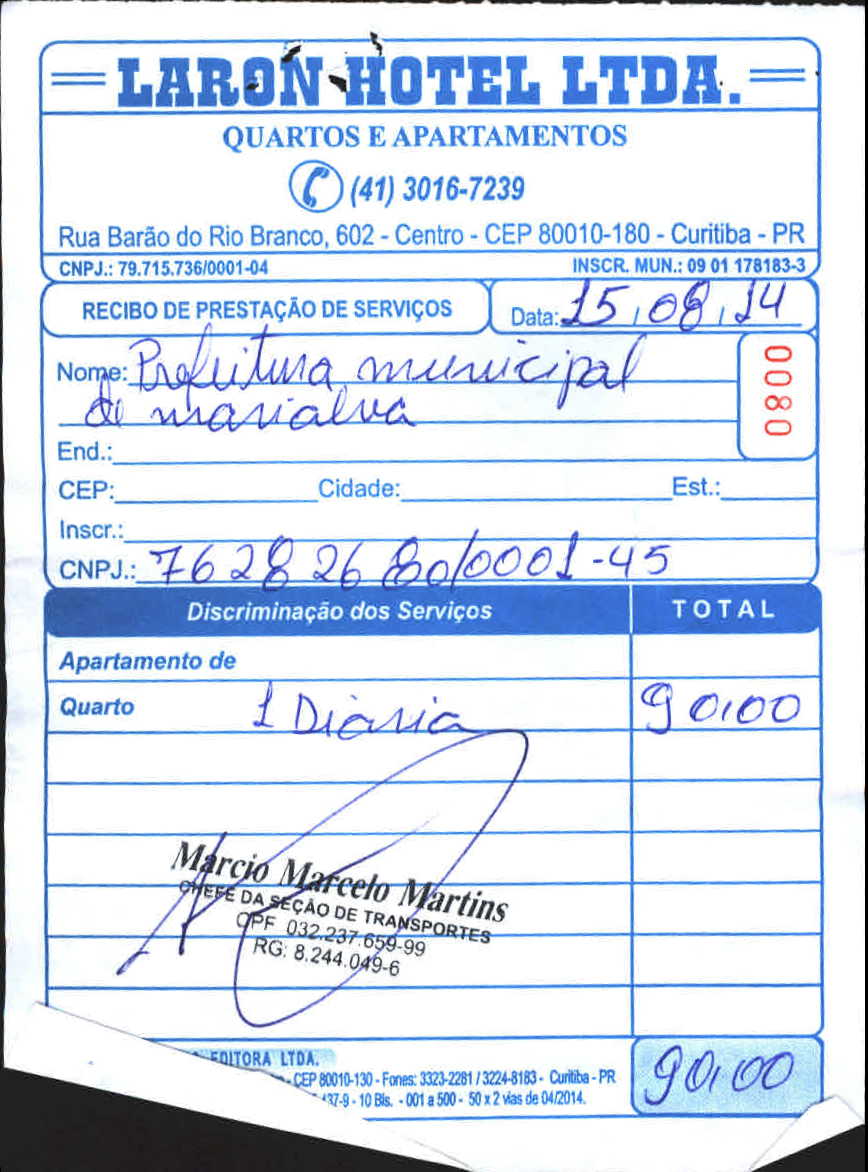 LARON HOTEL LTDA.
QUARTOS E APARTAMENTOS
(41) 3016-7239
Rua Barão do Rio Branco, 602 - Centro - CEP 80010-180 - Curitiba - PR
CNPJ.: 79.715.736/0001-04 INSCR. MUN.: 09 01 178183-3
RECIBO DE PRESTAÇÃO DE SERVIÇOS Data: 15,08,14
Nome: Prefeitura municipal
de marialva
0080
End.:
CEP: Cidade: Est.:
Inscr.:
CNPJ.: 76282680/0001-45
Discriminação dos Serviços TOTAL
Apartamento de
Quarto 1 Diaria 90,00
Marcio Marcelo Martins
CHEFE DA SEÇÃO DE TRANSPORTES
CPF 032.237.659-99
RG: 8.244.049-6
EDITORA LTDA.
- CEP 80010-130 - Fones: 3323-2281 / 3224-8183 - Curitiba - PR
137-9 - 10 Bls. - 001 a 500 - 50 x 2 vias de 04/2014.
90,00